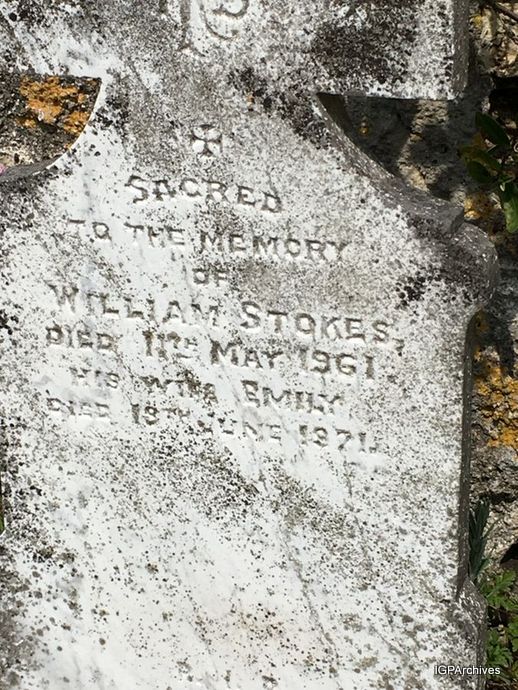 SACRED
TO THE MEMORY
OF
WILLIAM STOKES,
DIED 11TH MAY 1961
HIS WIFE EMILY
DIED 19TH JUNE 1971.
IGPArchives